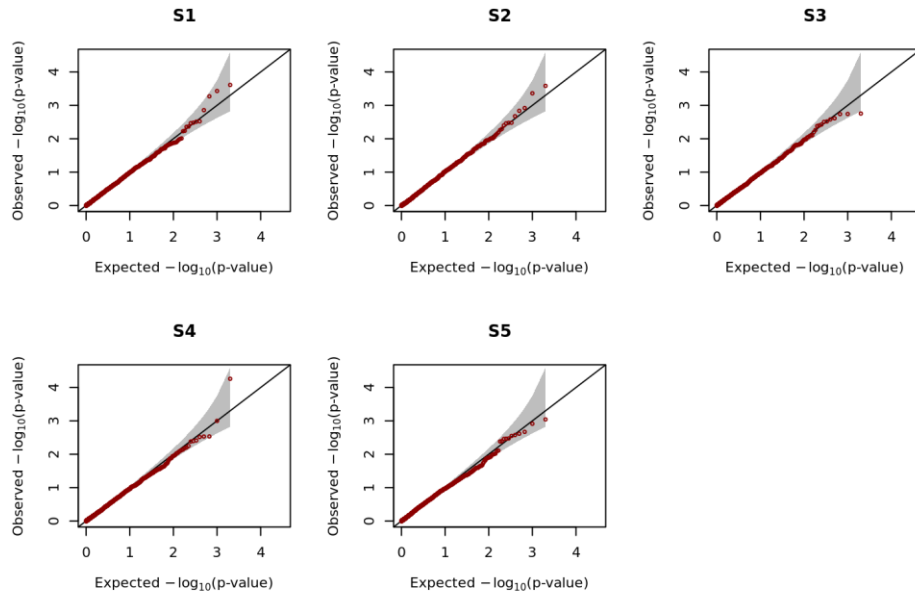 S1
Observed −log10(p-value)
4
3
2
1
0
0 1 2 3 4
Expected −log10(p-value)
S2
Observed −log10(p-value)
4
3
2
1
0
0 1 2 3 4
Expected −log10(p-value)
S3
Observed −log10(p-value)
4
3
2
1
0
0 1 2 3 4
Expected −log10(p-value)
S4
Observed −log10(p-value)
4
3
2
1
0
0 1 2 3 4
Expected −log10(p-value)
S5
Observed −log10(p-value)
4
3
2
1
0
0 1 2 3 4
Expected −log10(p-value)